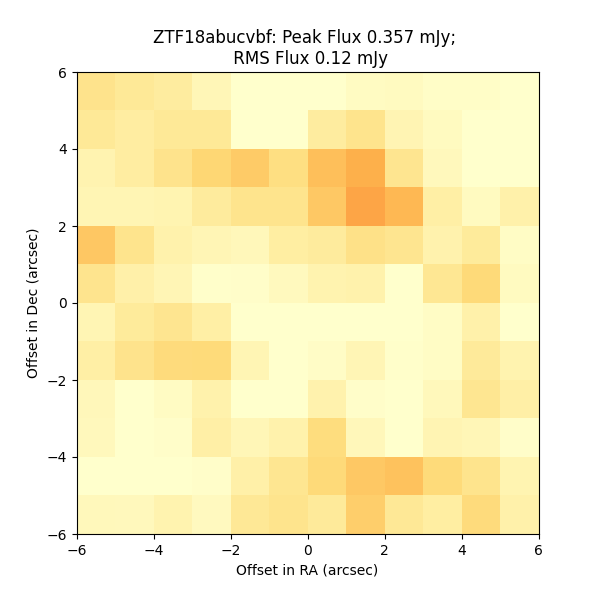 ZTF18abucvbf: Peak Flux 0.357 mJy;
RMS Flux 0.12 mJy
6
4
2
0
−2
−4
−6
Offset in Dec (arcsec)
−6 −4 −2 0 2 4 6
Offset in RA (arcsec)